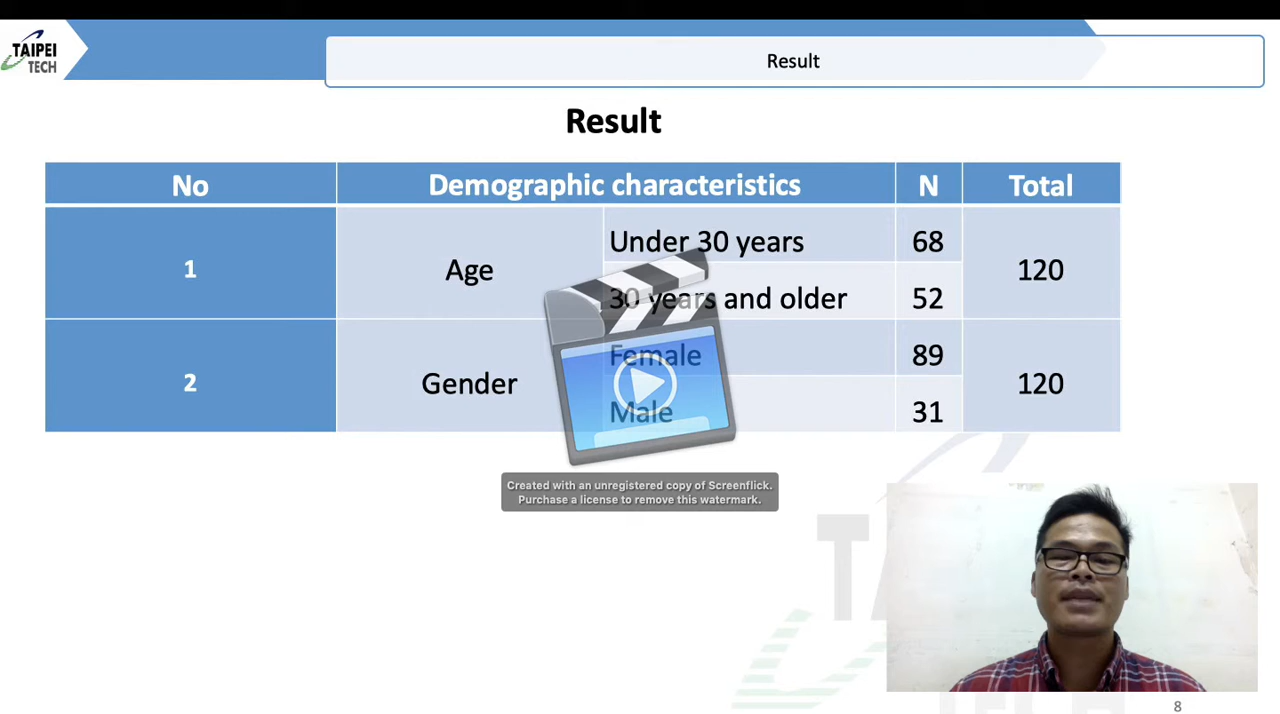 TAIPEI
TECH
Result
Result
No Demographic characteristics N Total
1 Age Under 30 years 68 120
30 years and older 52
2 Gender Female 89 120
Male 31
Created with an unregistered copy of Screenflick.
Purchase a license to remove this watermark.
8